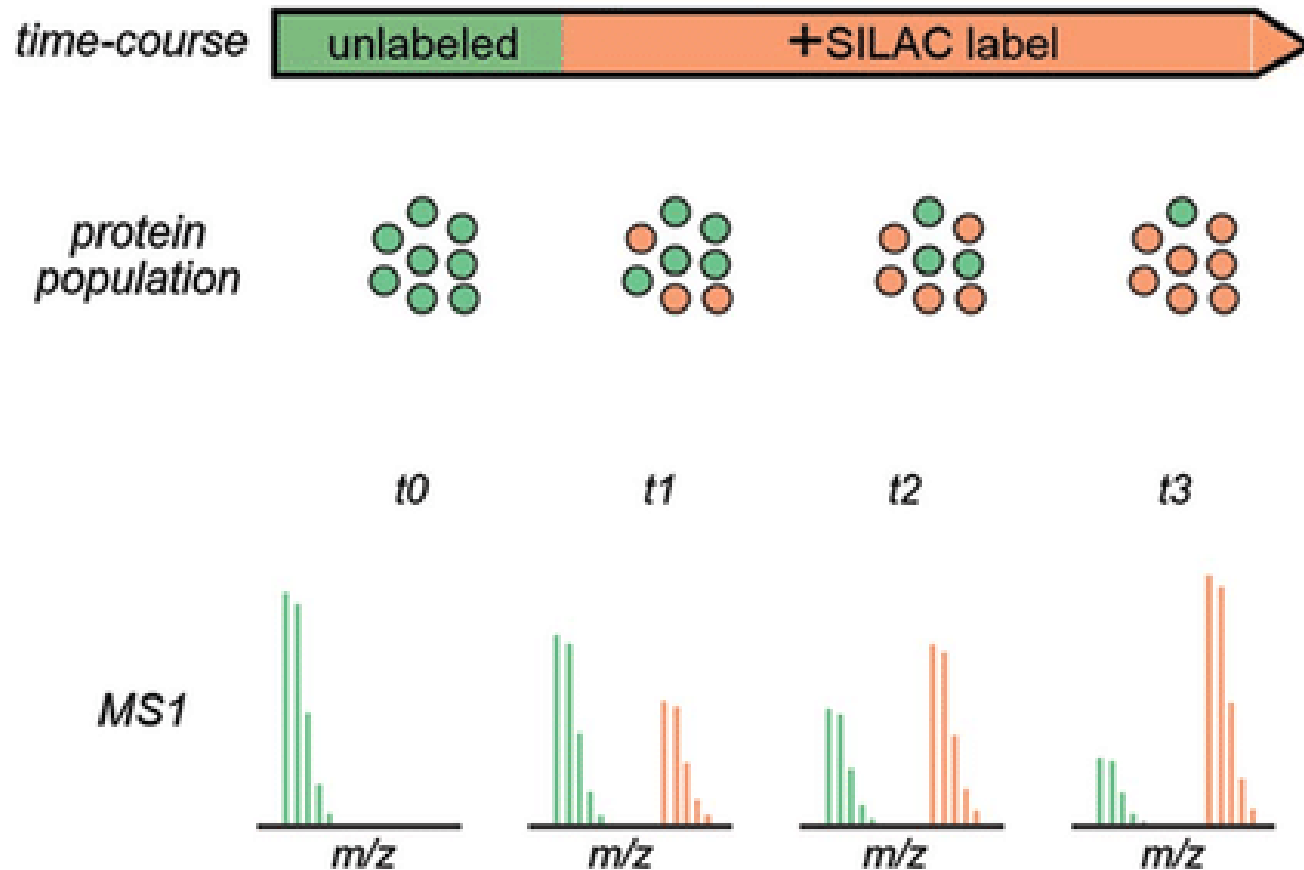 time-course
unlabeled
+SILAC label
protein
population
t0
t1
t2
t3
MS1
m/z
m/z
m/z
m/z